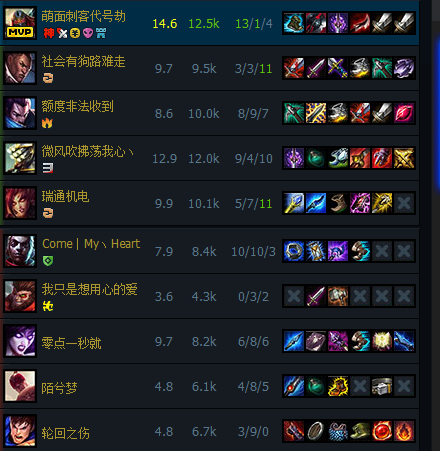 萌面刺客代号劫 14.6 12.5k 13/1/4
MVP 神
社会有狗路难走 9.7 9.5k 3/3/11
额度非法收到 8.6 10.0k 8/9/7
微风吹拂荡我心丶 12.9 12.0k 9/4/10
瑞通机电 9.9 10.1k 5/7/11
Come | My丶Heart 7.9 8.4k 10/10/3
我只是想用心的爱 3.6 4.3k 0/3/2
零点一秒就 9.7 8.2k 6/8/6
陌兮梦 4.8 6.1k 4/8/5
轮回之伤 4.8 6.7k 3/9/0